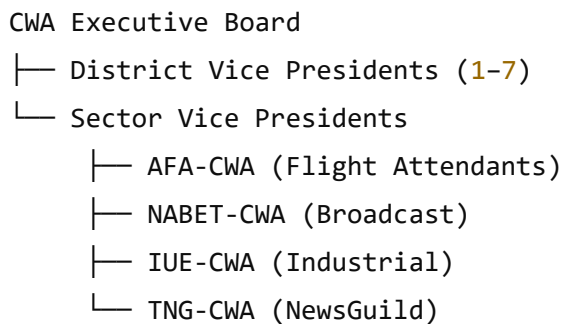 CWA Executive Board
├── District Vice Presidents (1–7)
└── Sector Vice Presidents
├── AFA-CWA (Flight Attendants)
├── NABET-CWA (Broadcast)
├── IUE-CWA (Industrial)
└── TNG-CWA (NewsGuild)